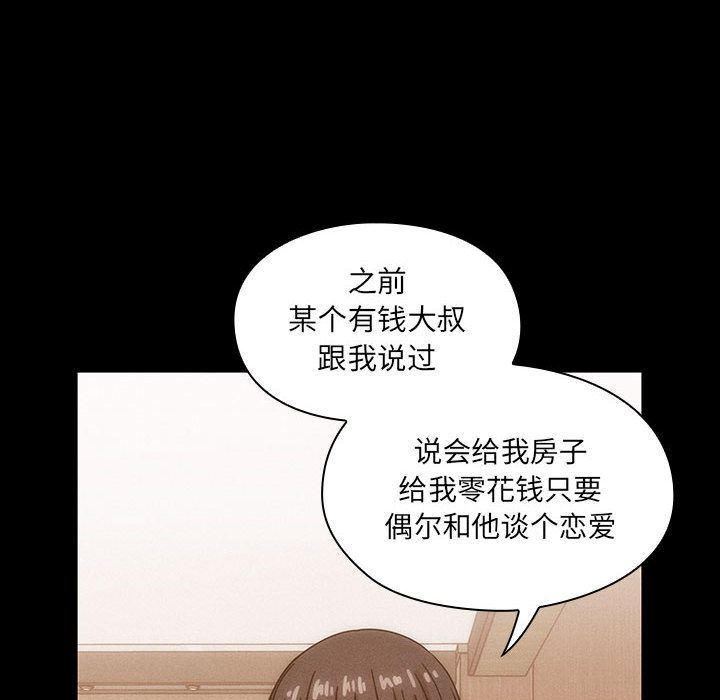 之前
某个有钱大叔
跟我说过
说会给我房子
给我零花钱只要
偶尔和他谈个恋爱